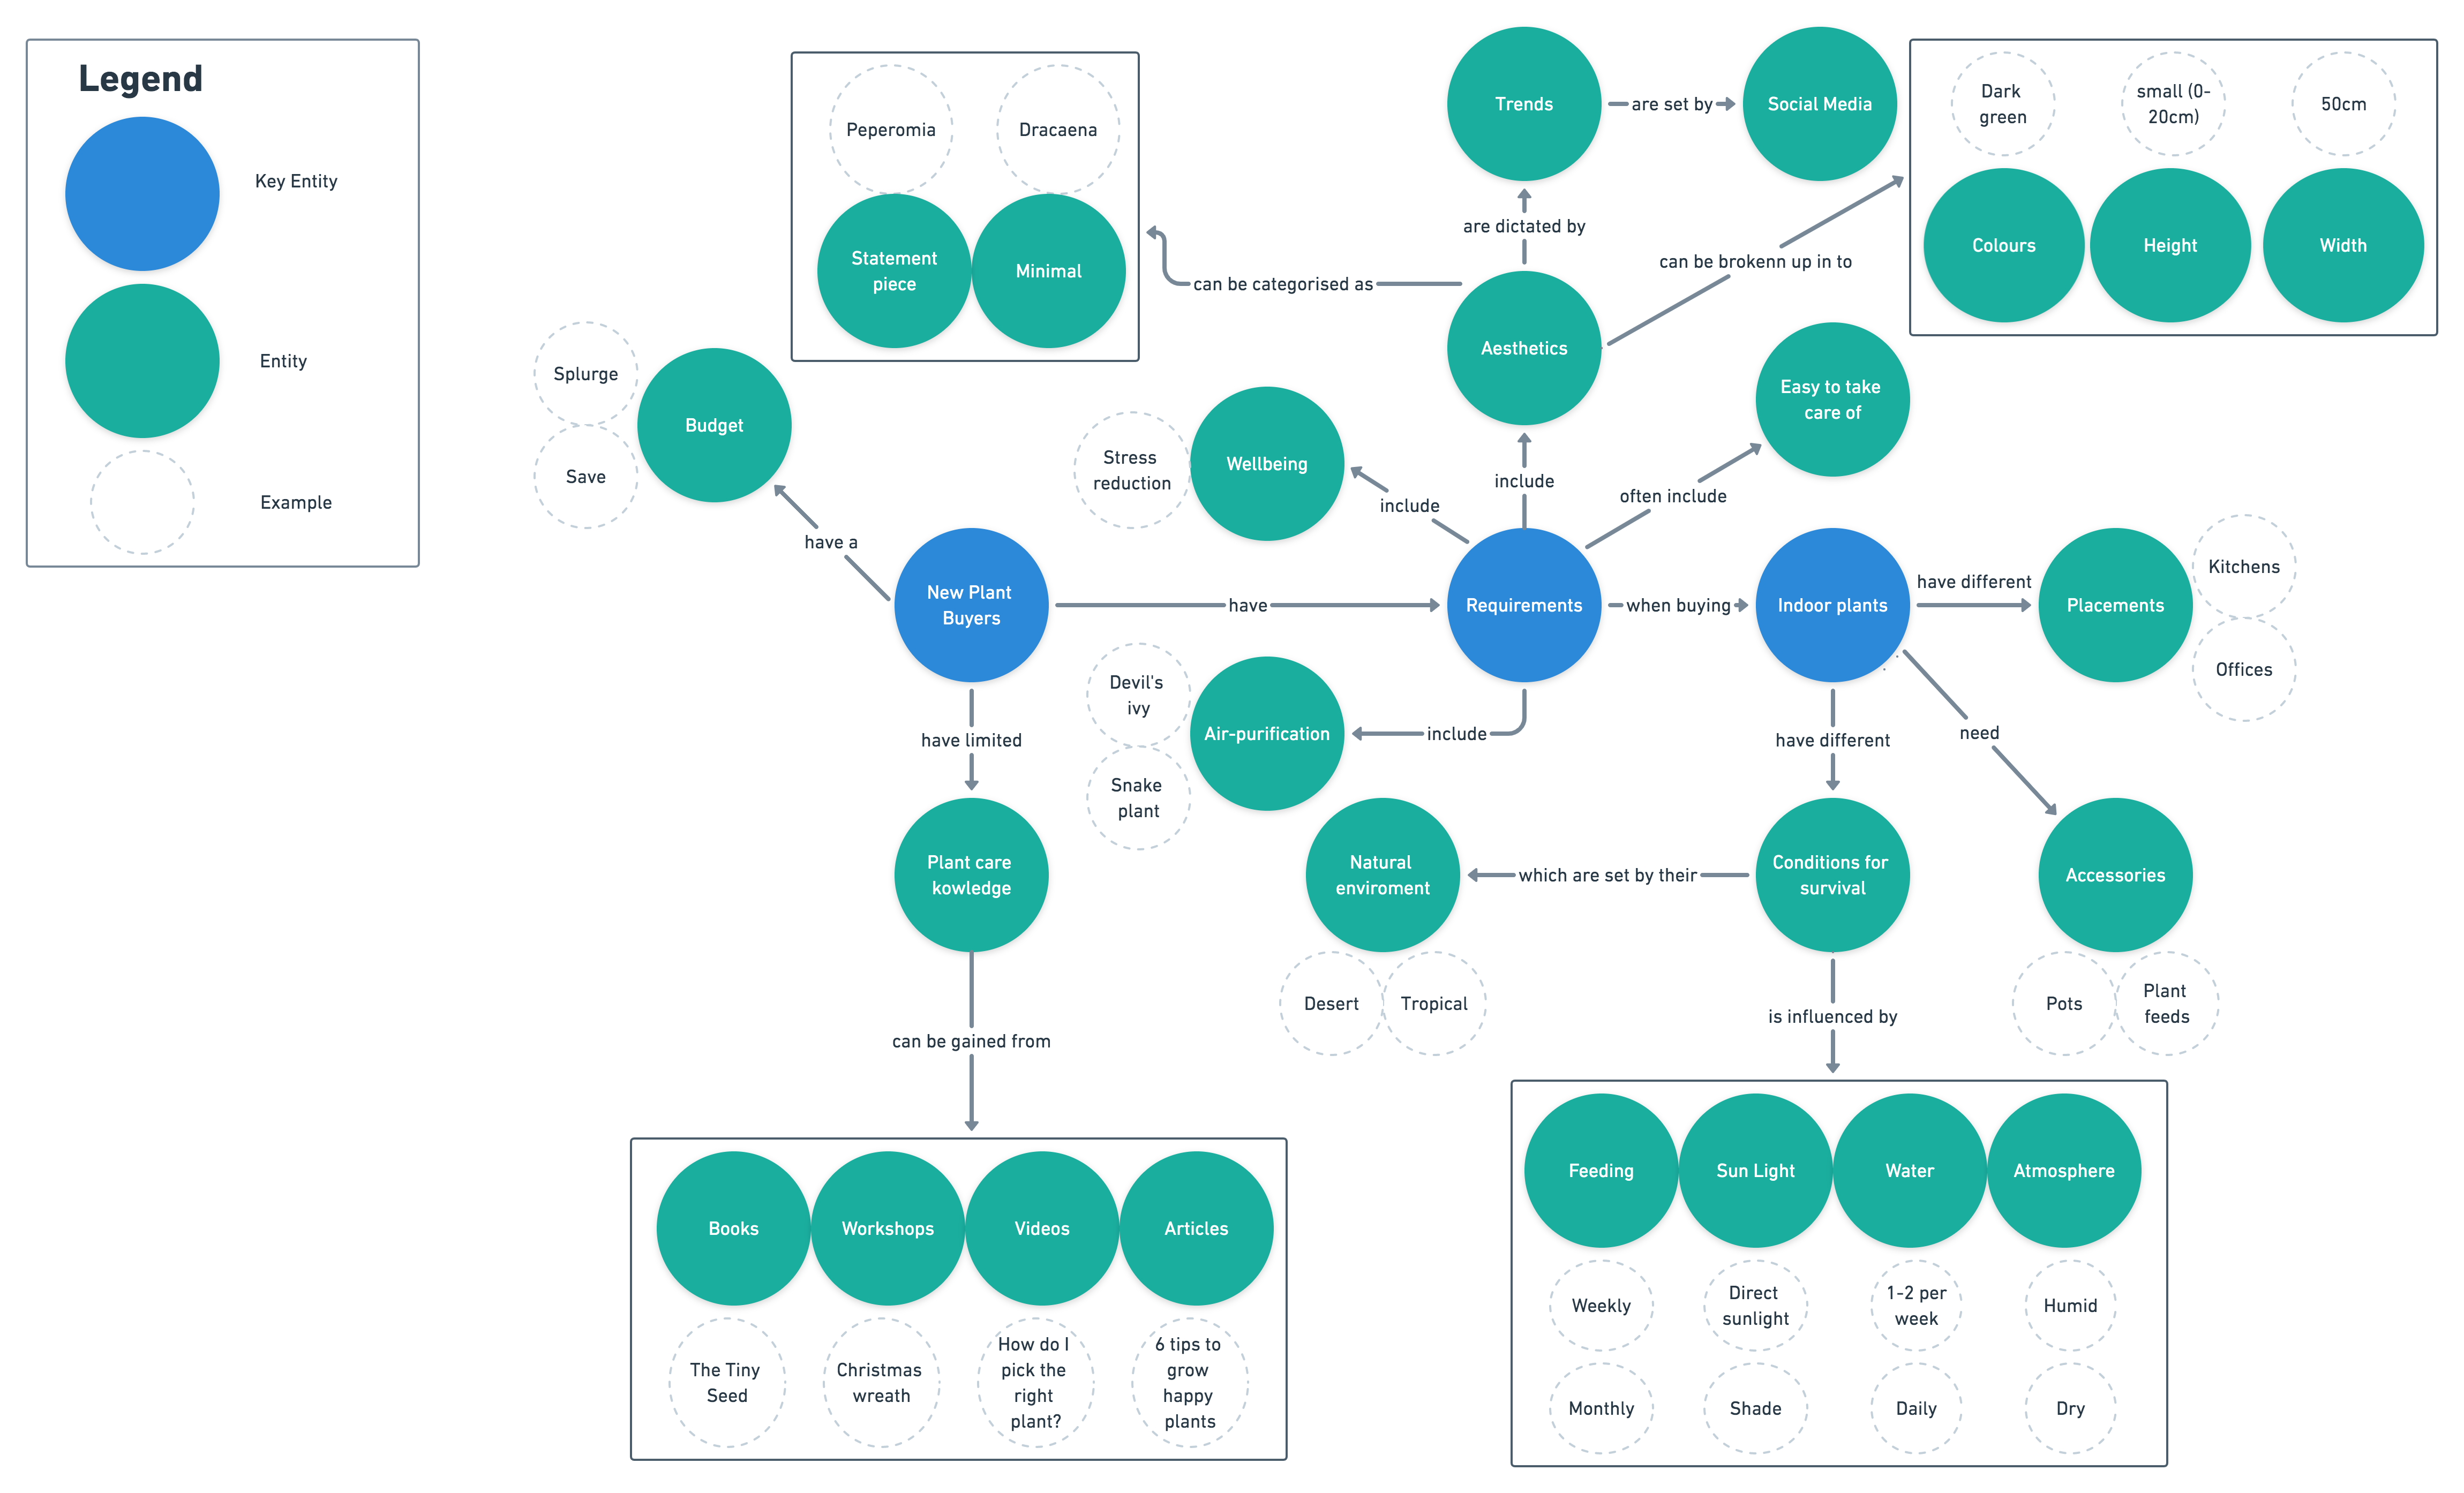 Legend
Key Entity
Entity
Example
Peperomia
Dracaena
Statement
piece
Minimal
can be categorised as
Trends
are set by
Social Media
are dictated by
Aesthetics
can be brokenn up in to
Dark
green
small (0-
20cm)
50cm
Colours
Height
Width
Splurge
Save
Budget
have a
Stress
reduction
Wellbeing
include
include
often include
Easy to take
care of
New Plant
Buyers
have
Requirements
when buying
Indoor plants
have different
Placements
Kitchens
Offices
have limited
Devil's
ivy
Snake
plant
Air-purification
include
have different
need
Plant care
kowledge
Natural
enviroment
which are set by their
Conditions for
survival
Accessories
Desert
Tropical
Pots
Plant
feeds
can be gained from
is influenced by
Books
Workshops
Videos
Articles
The Tiny
Seed
Christmas
wreath
How do I
pick the
right
plant?
6 tips to
grow
happy
plants
Feeding
Sun Light
Water
Atmosphere
Weekly
Direct
sunlight
1-2 per
week
Humid
Monthly
Shade
Daily
Dry